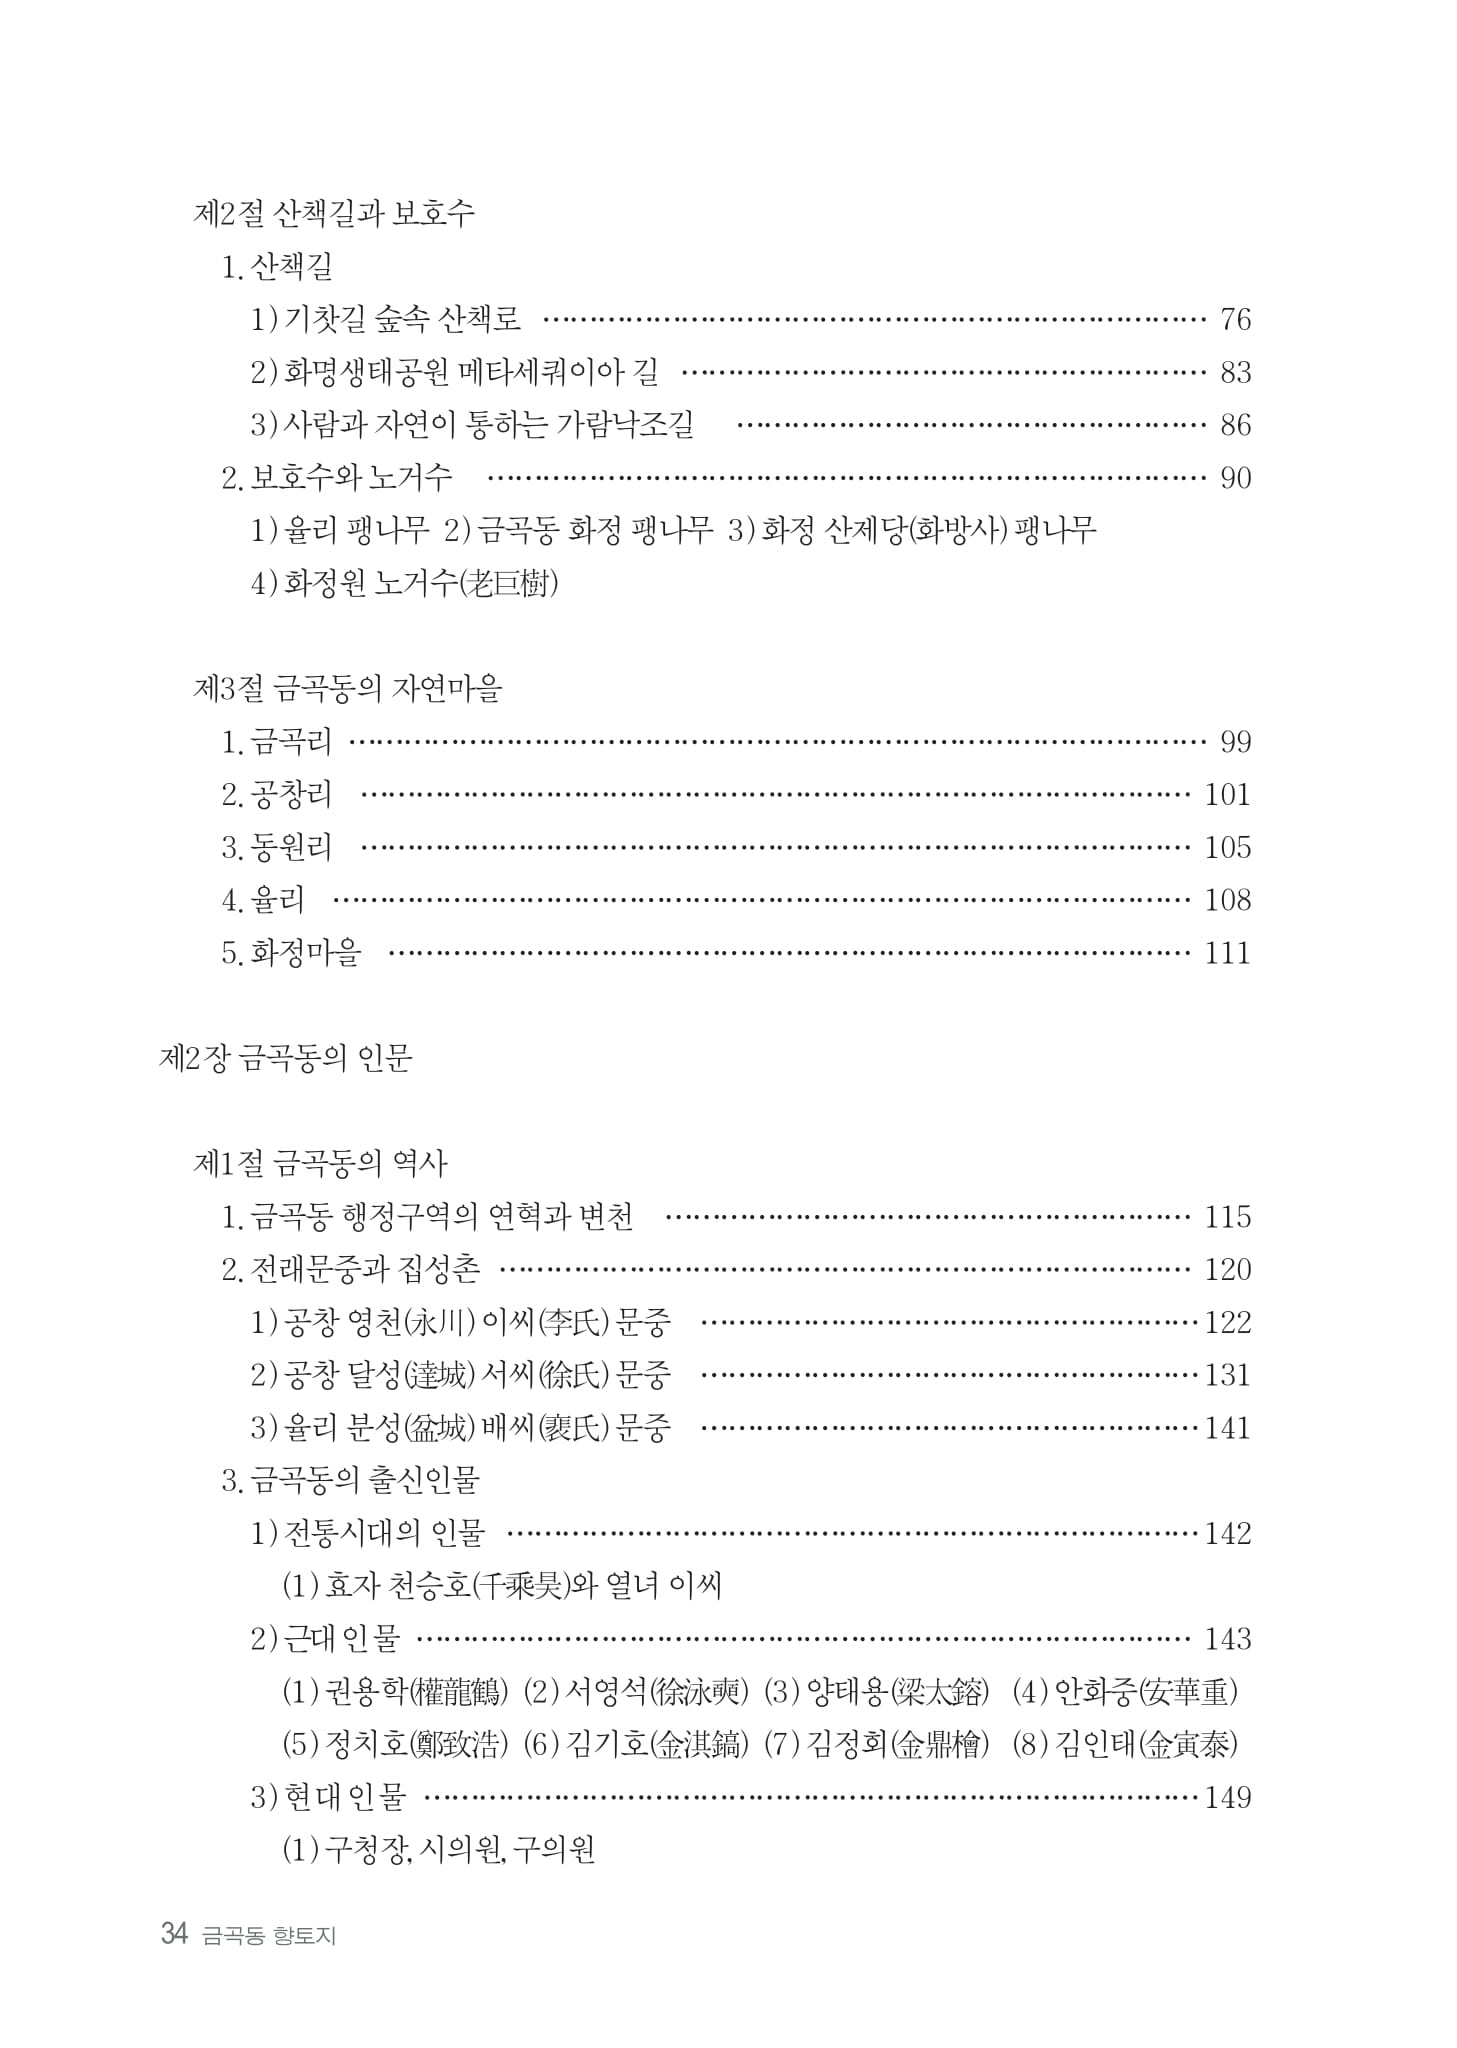 제2절 산책길과 보호수
1. 산책길
1) 기찻길 숲속 산책로 ………………………………………………………………… 76
2) 화명생태공원 메타세쿼이아 길 ………………………………………………… 83
3) 사람과 자연이 통하는 가람낙조길 …………………………………………… 86
2. 보호수와 노거수 ……………………………………………………………………… 90
1) 율리 팽나무 2) 금곡동 화정 팽나무 3) 화정 산제당(화방사) 팽나무
4) 화정원 노거수(老巨樹)
제3절 금곡동의 자연마을
1. 금곡리 …………………………………………………………………………………… 99
2. 공창리 ………………………………………………………………………………… 101
3. 동원리 ………………………………………………………………………………… 105
4. 율리 …………………………………………………………………………………… 108
5. 화정마을 ……………………………………………………………………………… 111
제2장 금곡동의 인문
제1절 금곡동의 역사
1. 금곡동 행정구역의 연혁과 변천 ………………………………………………… 115
2. 전래문중과 집성촌 ………………………………………………………………… 120
1) 공창 영천(永川) 이씨(李氏) 문중 ………………………………………………122
2) 공창 달성(達城) 서씨(徐氏) 문중 ………………………………………………131
3) 율리 분성(盆城) 배씨(裵氏) 문중 ………………………………………………141
3. 금곡동의 출신인물
1) 전통시대의 인물 …………………………………………………………………142
(1) 효자 천승호(千乘昊)와 열녀 이씨
2) 근대 인물 ………………………………………………………………………… 143
(1) 권용학(權龍鶴) (2) 서영석(徐泳奭) (3) 양태용(梁太鎔) (4) 안화중(安華重)
(5) 정치호(鄭致浩) (6) 김기호(金淇鎬) (7) 김정회(金鼎檜) (8) 김인태(金寅泰)
3) 현대 인물 …………………………………………………………………………149
(1) 구청장, 시의원, 구의원
34 금곡동 향토지